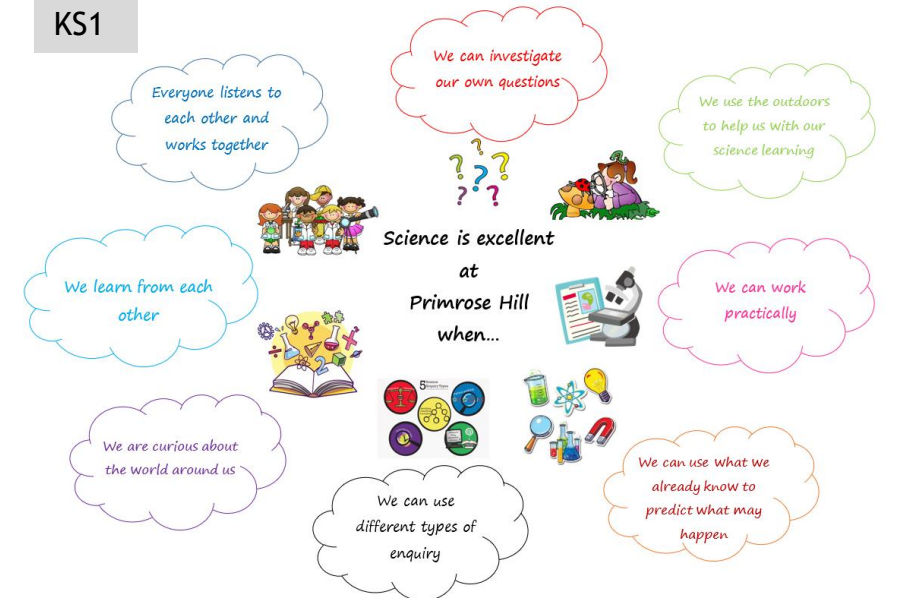 KS1
We can investigate
our own questions
Everyone listens to
each other and
works together
We use the outdoors
to help us with our
science learning
Science is excellent
at
Primrose Hill
when...
We learn from each
other
We can work
practically
5
2
We are curious about
the world around us
We can use what we
already know to
predict what may
happen
We can use
different types of
enquiry